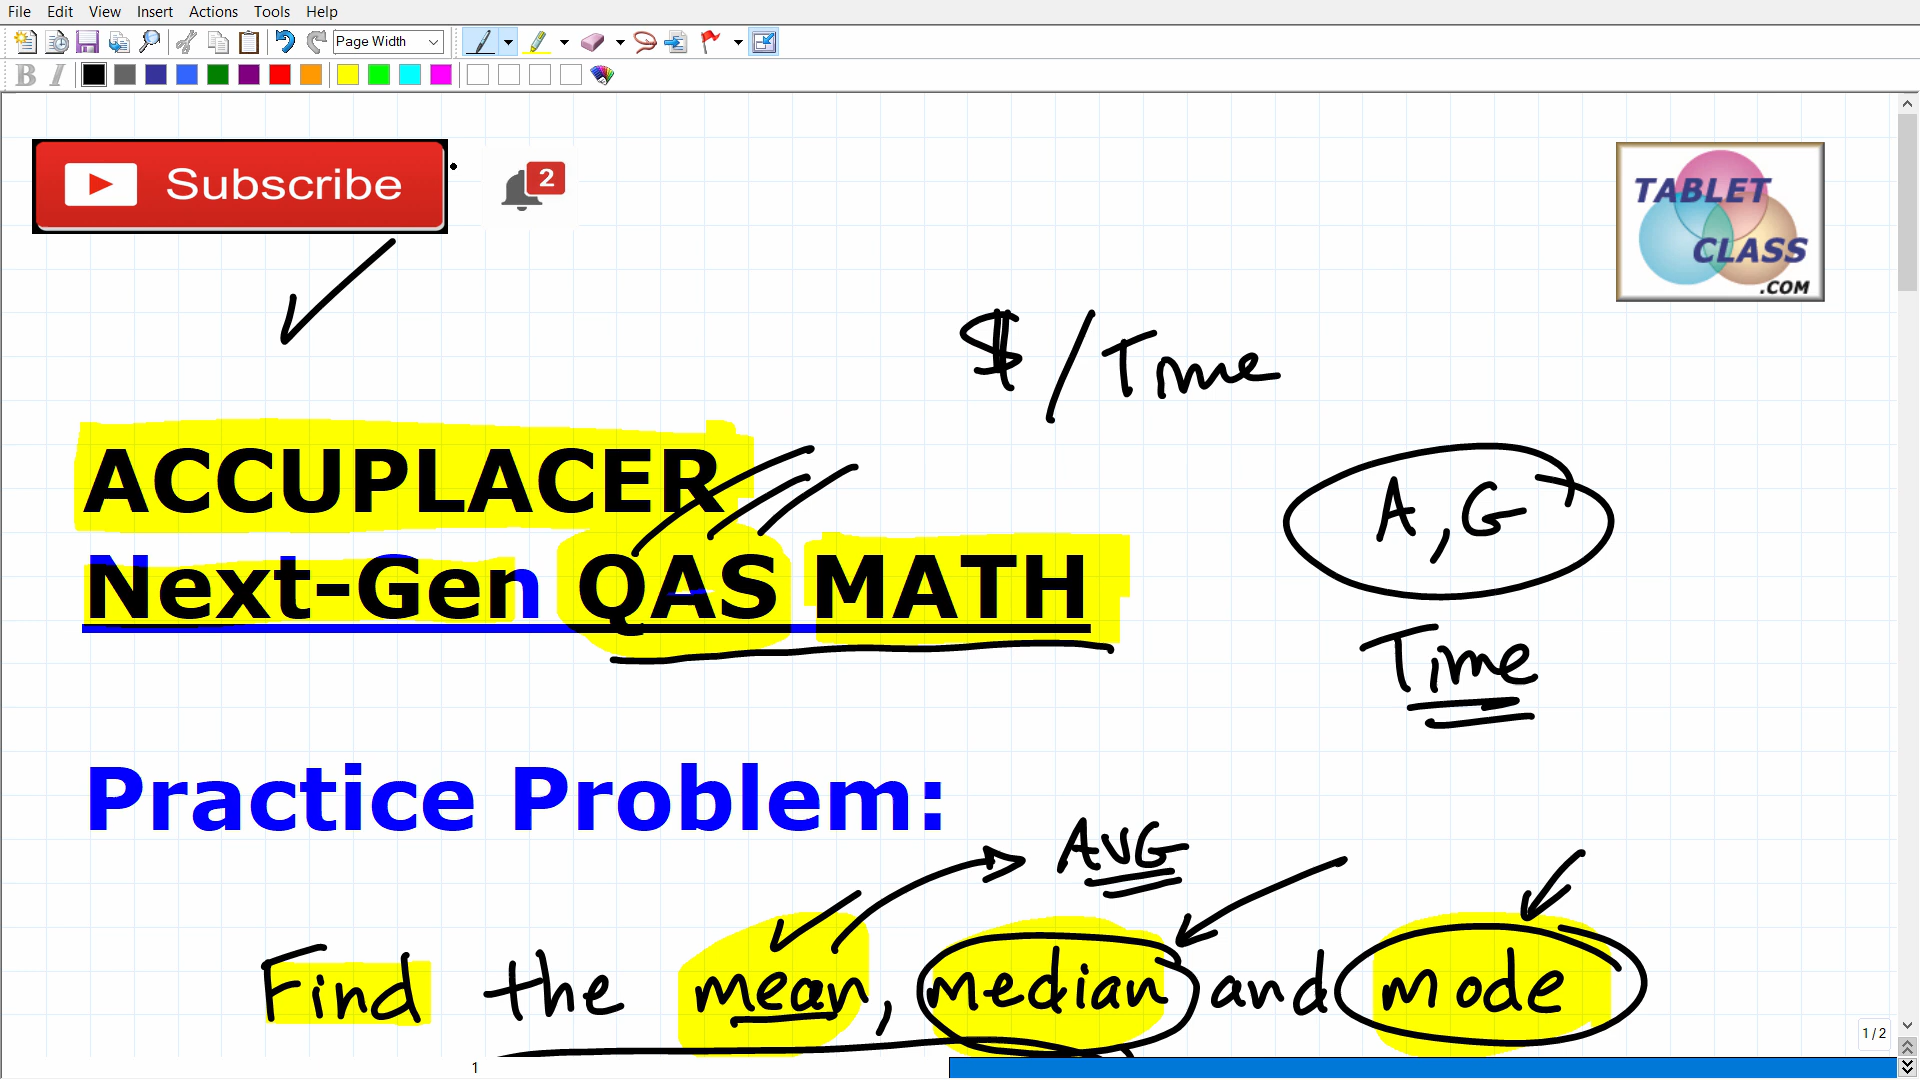 File Edit View Insert Actions Tools Help
Page Width
B I
Subscribe 2
TABLET
CLASS
.COM
$/Time
ACCUPLACER
A, G
Next-Gen QAS MATH
Time
Practice Problem:
AVG
Find the mean, median and mode
1/2
1